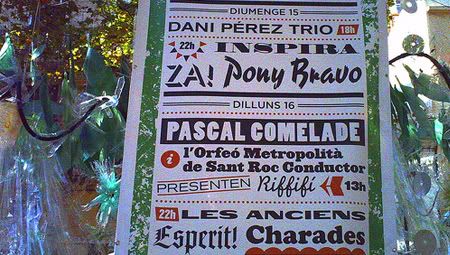 DIUMENGE 15
DANI PÉREZ TRIO 18h
22h INSPIRA
ZA! Pony Bravo
DILLUNS 16
PASCAL COMELADE
i l'Orfeó Metropolità
de Sant Roc Conductor
PRESENTEN Riffifí 13h
22h LES ANCIENS
Esperit! Charades